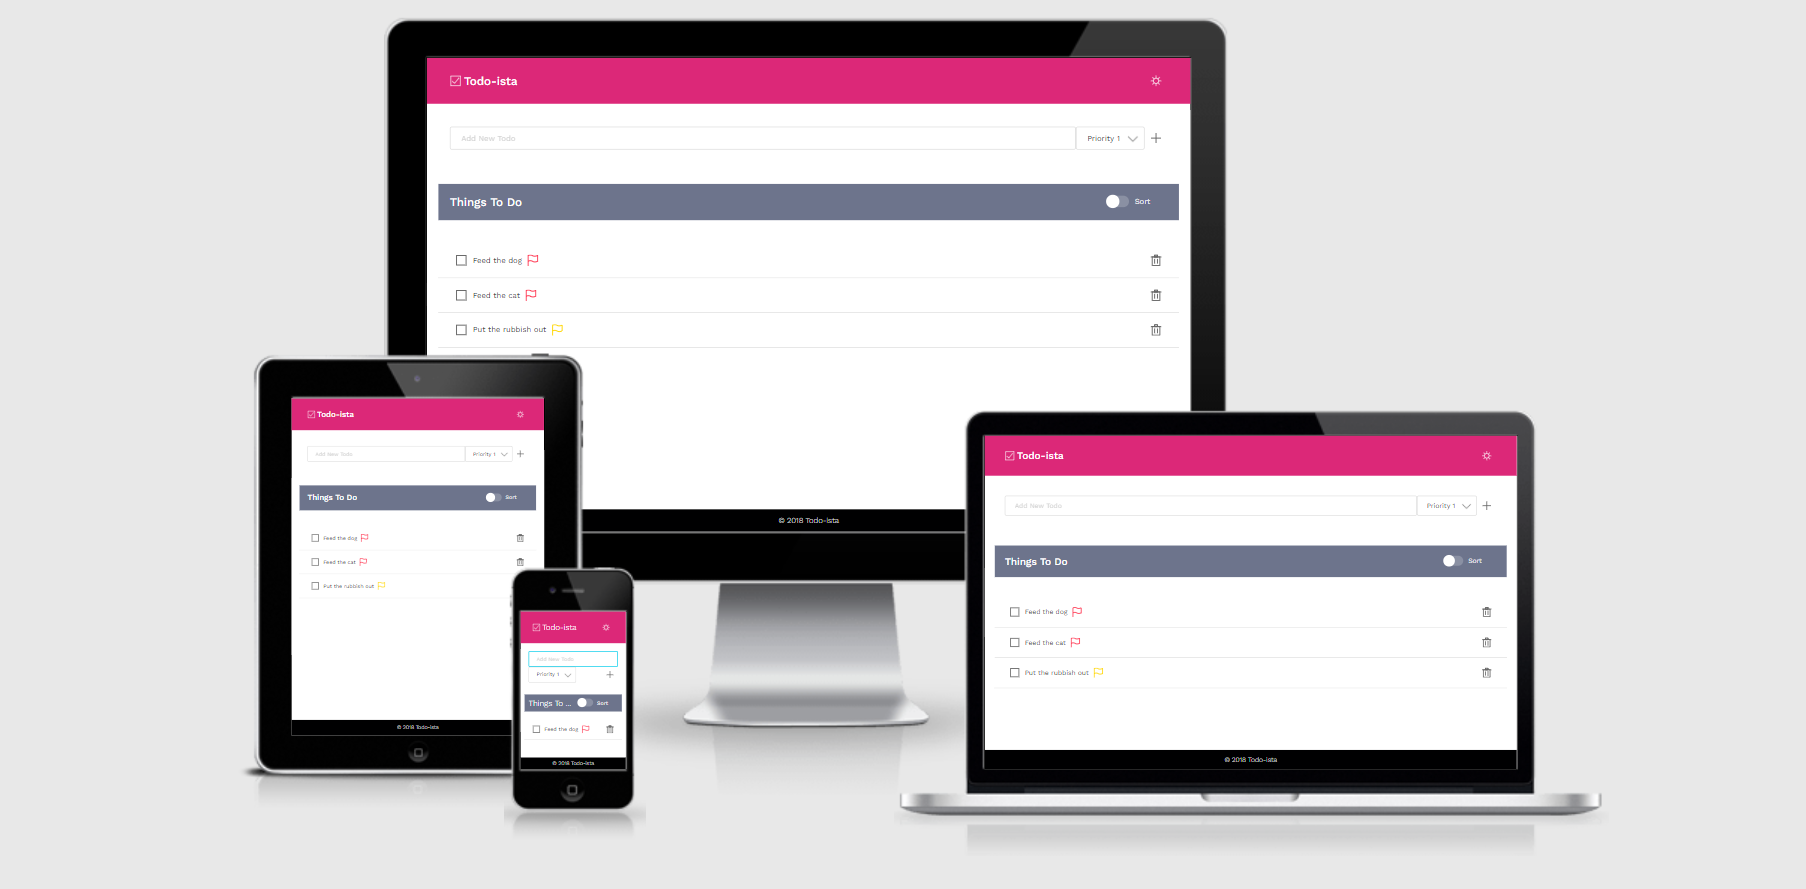 Todo-ista
Add New Todo
Priority 1
Things To Do
Sort
Feed the dog
Feed the cat
Put the rubbish out
© 2018 Todo-ista
Todo-ista
Add New Todo
Priority 1
Things To Do
Sort
Feed the dog
Feed the cat
Put the rubbish out
© 2018 Todo-ista
Todo-ista
Add New Todo
Priority 1
Things To ...
Sort
Feed the dog
© 2018 Todo-ista
Todo-ista
Add New Todo
Priority 1
Things To Do
Sort
Feed the dog
Feed the cat
Put the rubbish out
© 2018 Todo-ista